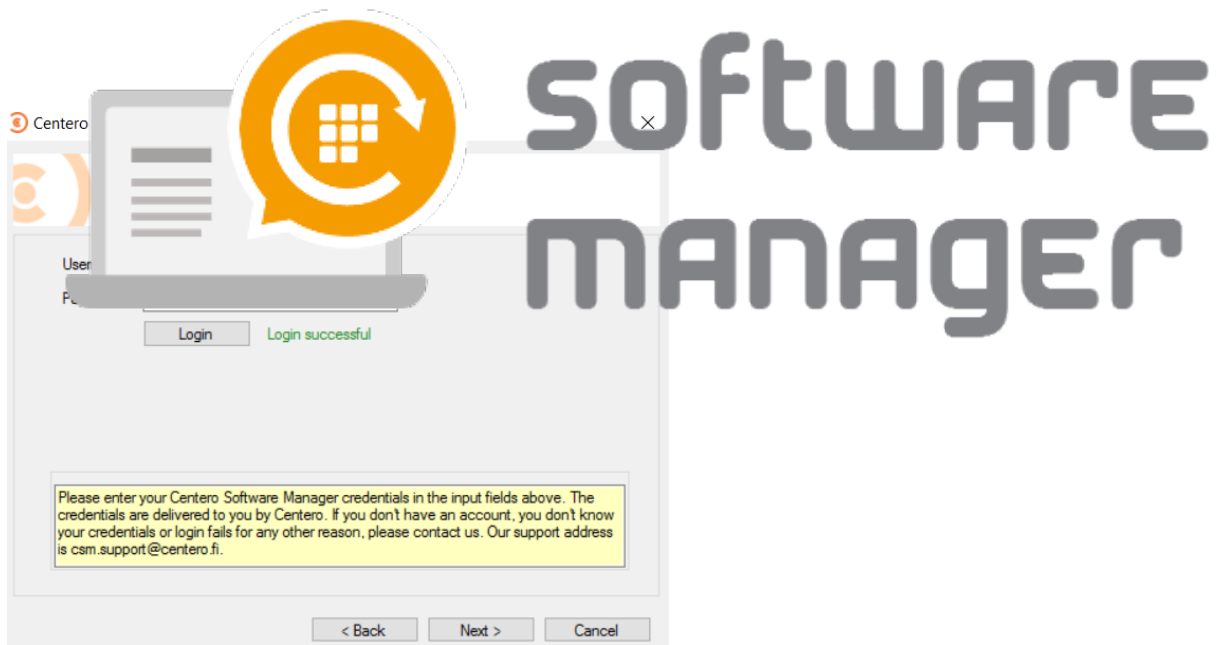 software
manager
Centero
User
Login
Login successful
Please enter your Centero Software Manager credentials in the input fields above. The
credentials are delivered to you by Centero. If you don't have an account, you don't know
your credentials or login fails for any other reason, please contact us. Our support address
is csm.support@centero.fi.
< Back
Next >
Cancel